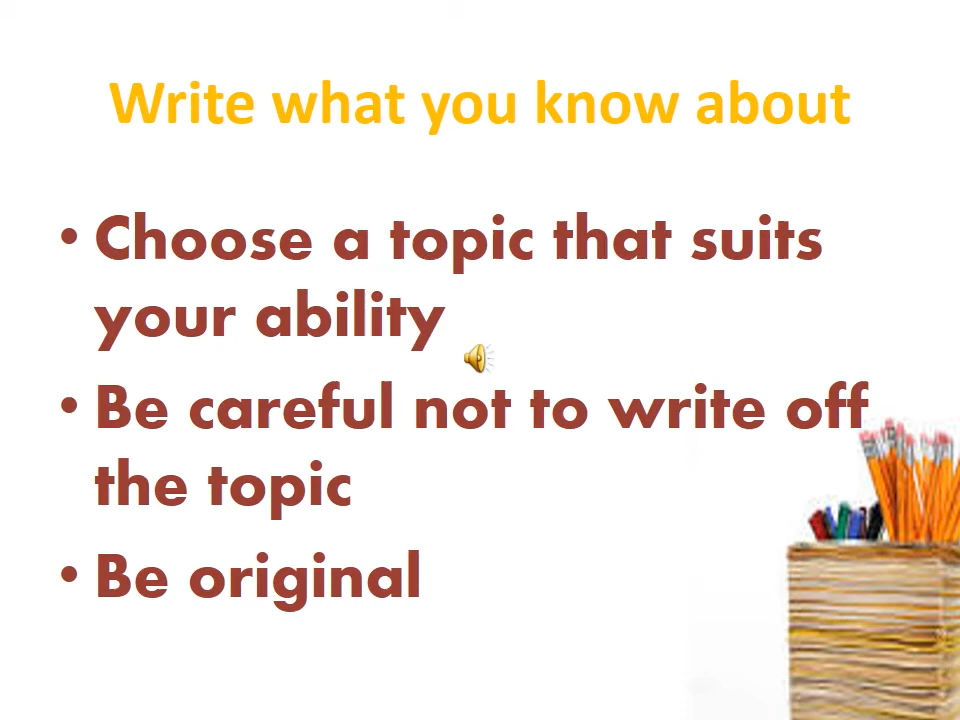 Write what you know about
• Choose a topic that suits
your ability
• Be careful not to write off
the topic
• Be original